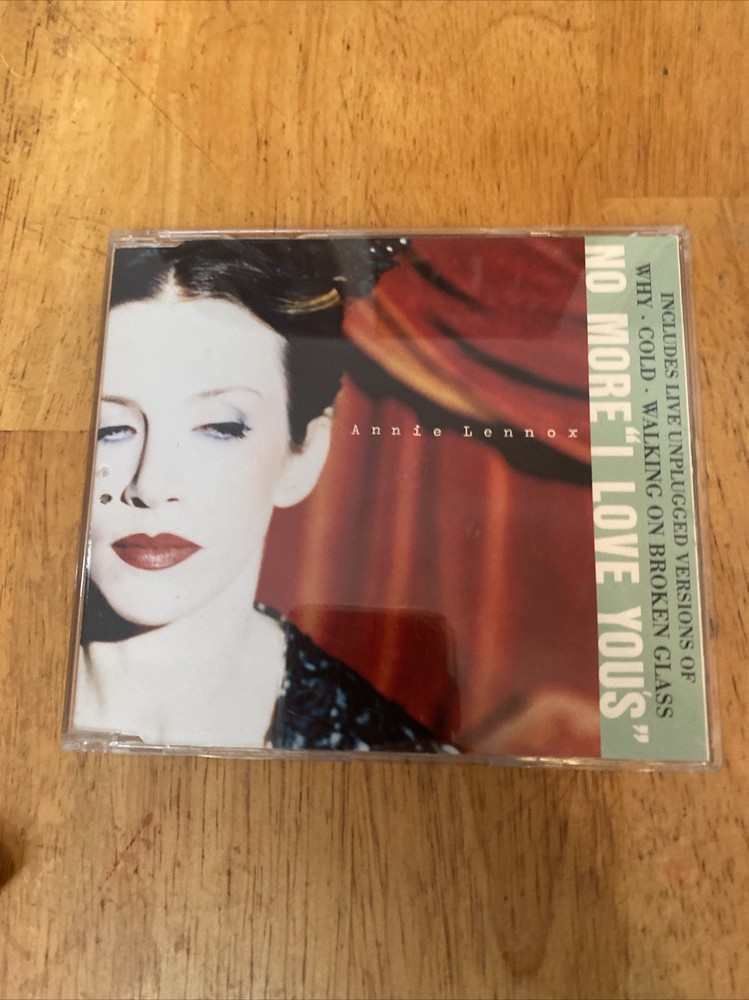 Annie Lennox
NO MORE "I LOVE YOU'S"
INCLUDES LIVE UNPLUGGED VERSIONS OF
WHY · COLD · WALKING ON BROKEN GLASS